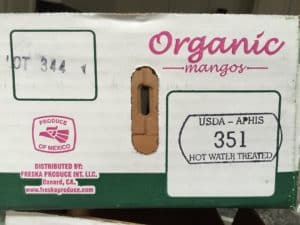 Organic
mangos
LOT 344
PRODUCE
OF MEXICO
DISTRIBUTED BY:
FRESKA PRODUCE INT. LLC.
Oxnard, CA.
www.freskaproduce.com
USDA - APHIS
351
HOT WATER TREATED